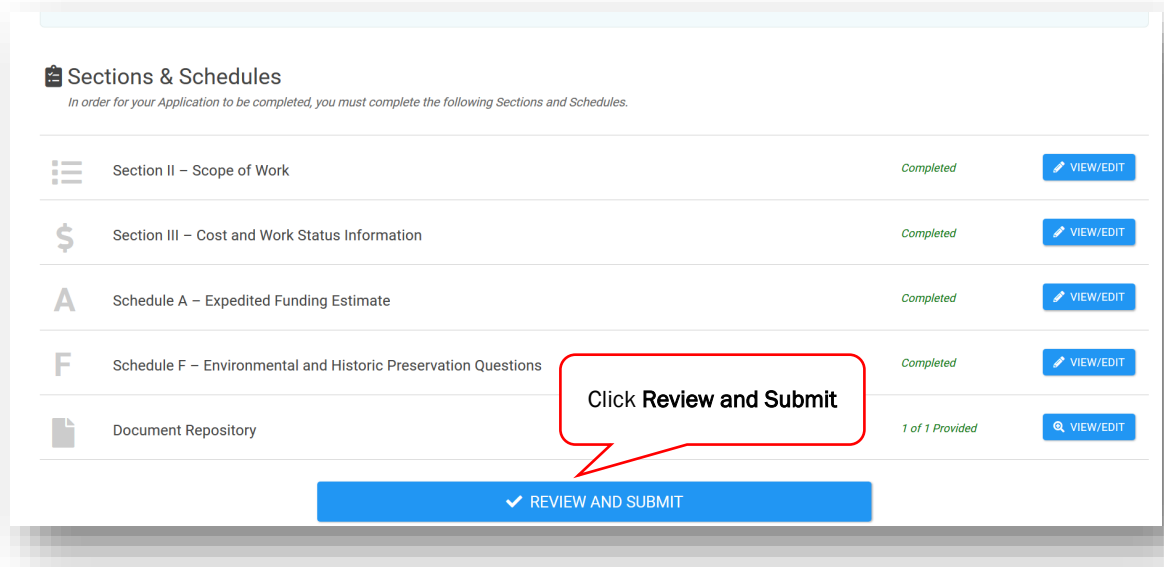 Sections & Schedules
In order for your Application to be completed, you must complete the following Sections and Schedules.
Section II – Scope of Work
Completed
VIEW/EDIT
$
Section III – Cost and Work Status Information
Completed
VIEW/EDIT
A
Schedule A – Expedited Funding Estimate
Completed
VIEW/EDIT
F
Schedule F – Environmental and Historic Preservation Questions
Completed
VIEW/EDIT
Click Review and Submit
Document Repository
1 of 1 Provided
VIEW/EDIT
REVIEW AND SUBMIT